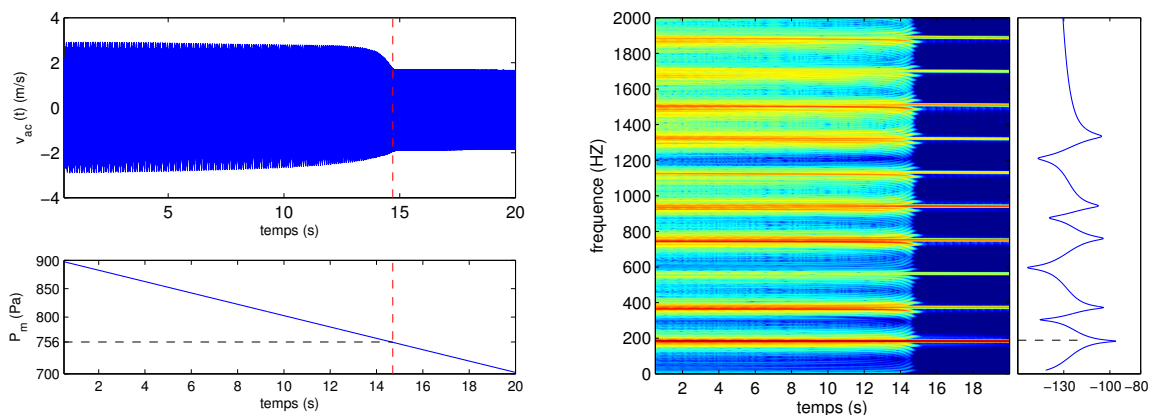 4
2
0
−2
−4
v_ac (t) (m/s)
5 10 15 20
temps (s)
900
850
800
756
700
P_m (Pa)
2 4 6 8 10 12 14 16 18 20
temps (s)
2000
1800
1600
1400
1200
1000
800
600
400
200
0
frequence (HZ)
2 4 6 8 10 12 14 16 18
temps (s)
−130 −100 −80